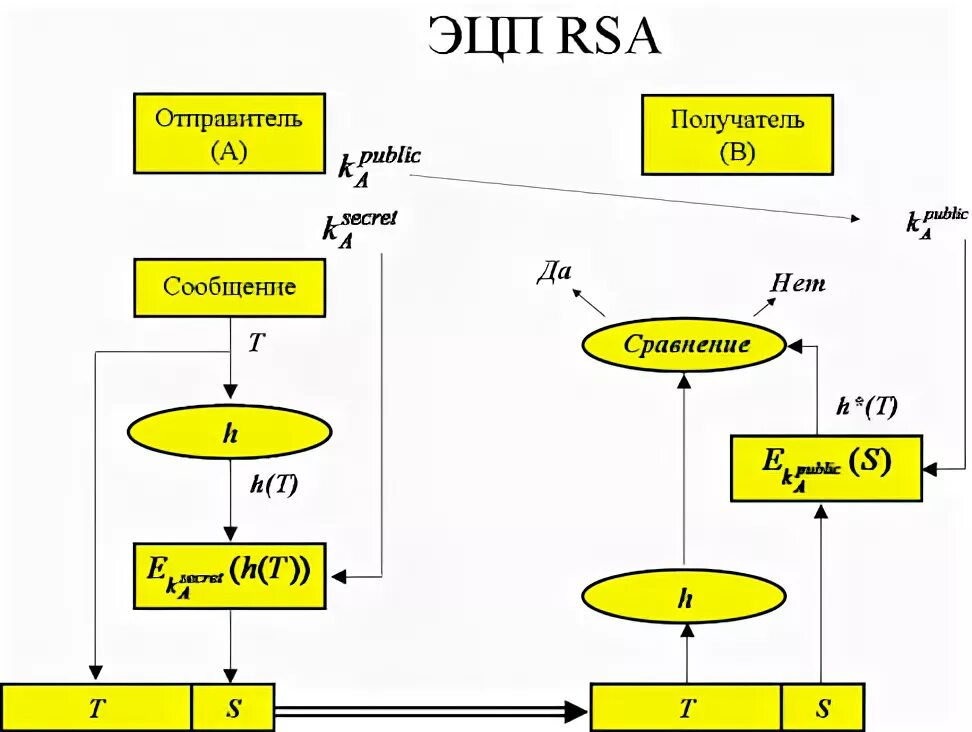 ЭЦП RSA
Отправитель
(А)
Получатель
(В)
k_A^public
k_A^secret
k_A^public
Сообщение
T
Да
Нет
Сравнение
h
h(T)
h*(T)
E_{k_A^public}(S)
E_{k_A^secret}(h(T))
h
T
S
T
S